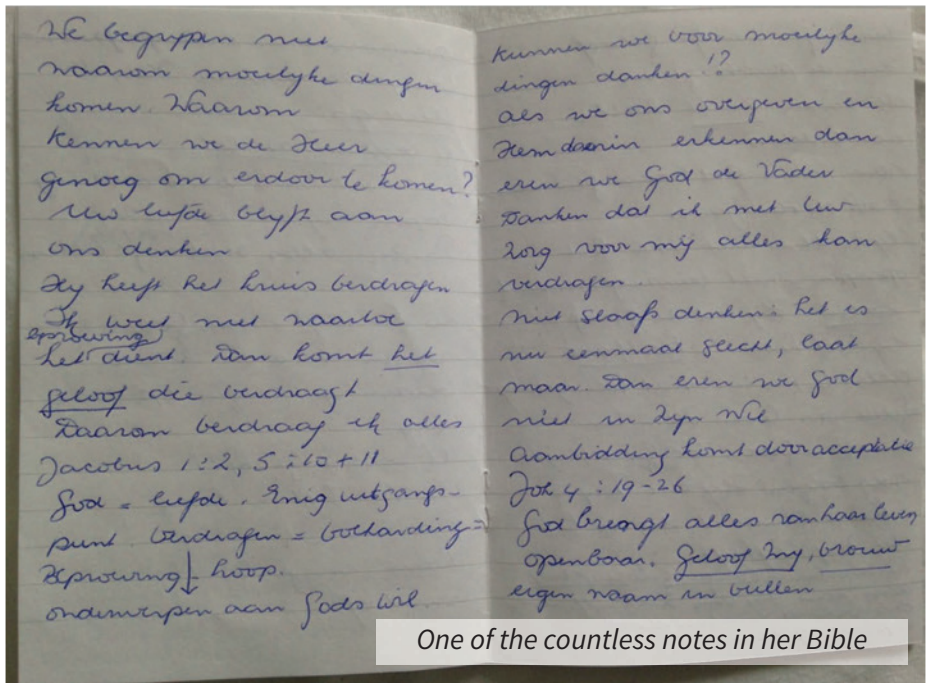 We begrijpen niet
waarom moeilijke dingen
komen. Waarom
Kennen we de Heer
genoeg om erdoor te komen?
Uw liefde blijft aan
ons denken
Hij heeft het kruis verdragen
Ik weet niet waartoe
beproeving
het dient. Dan komt het
geloof die verdraagt
Daarom verdraag ik alles
Jacobus 1:2, 5:10+11
God = liefde. Enig uitgangs-
punt. Verdragen = volharding =
Beproeving - hoop.
onderwerpen aan Gods wil
Kunnen we voor moeilijke
dingen danken!?
als we ons overgeven en
Hem daarin erkennen dan
eren we God de Vader
Danken dat ik met Uw
zorg voor mij alles kan
verdragen.
Niet slaafs denken: het is
nu eenmaal slecht, laat
maar. Dan eren we God
niet in Zijn Wil
Aanbidding komt door acceptatie
Joh 4:19-26
God brengt alles van haar leven
openbaar. Geloof Mij, vrouw
eigen naam in vullen
One of the countless notes in her Bible